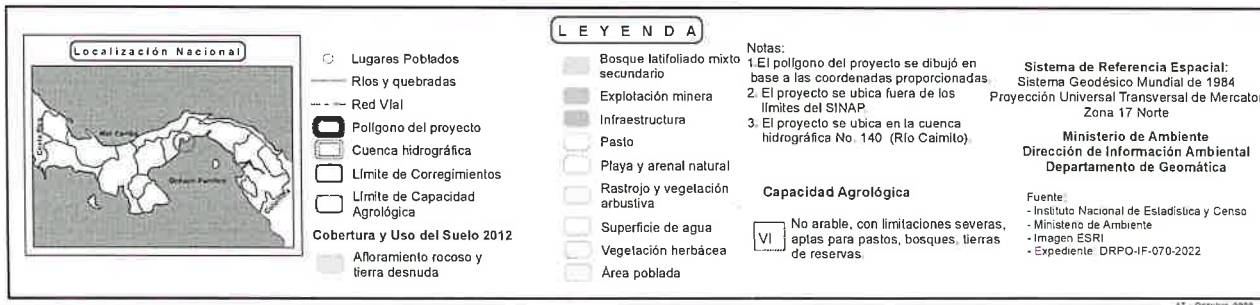 Localización Nacional
Mar Caribe
Costa Rica
Océano Pacífico
Colombia
Lugares Poblados
Ríos y quebradas
Red Vial
Polígono del proyecto
Cuenca hidrográfica
Límite de Corregimientos
Límite de Capacidad
Agrológica
Cobertura y Uso del Suelo 2012
Afloramiento rocoso y
tierra desnuda
LEYENDA
Bosque latifoliado mixto
secundario
Explotación minera
Infraestructura
Pasto
Playa y arenal natural
Rastrojo y vegetación
arbustiva
Superficie de agua
Vegetación herbácea
Área poblada
Notas:
1. El polígono del proyecto se dibujó en
base a las coordenadas proporcionadas.
2. El proyecto se ubica fuera de los
límites del SINAP.
3. El proyecto se ubica en la cuenca
hidrográfica No. 140 (Río Caimito).
Capacidad Agrológica
VI
No arable, con limitaciones severas,
aptas para pastos, bosques, tierras
de reservas.
Sistema de Referencia Espacial:
Sistema Geodésico Mundial de 1984
Proyección Universal Transversal de Mercator
Zona 17 Norte
Ministerio de Ambiente
Dirección de Información Ambiental
Departamento de Geomática
Fuente:
- Instituto Nacional de Estadística y Censo
- Ministerio de Ambiente
- Imagen ESRI
- Expediente: DRPO-IF-070-2022
Octubre 2022